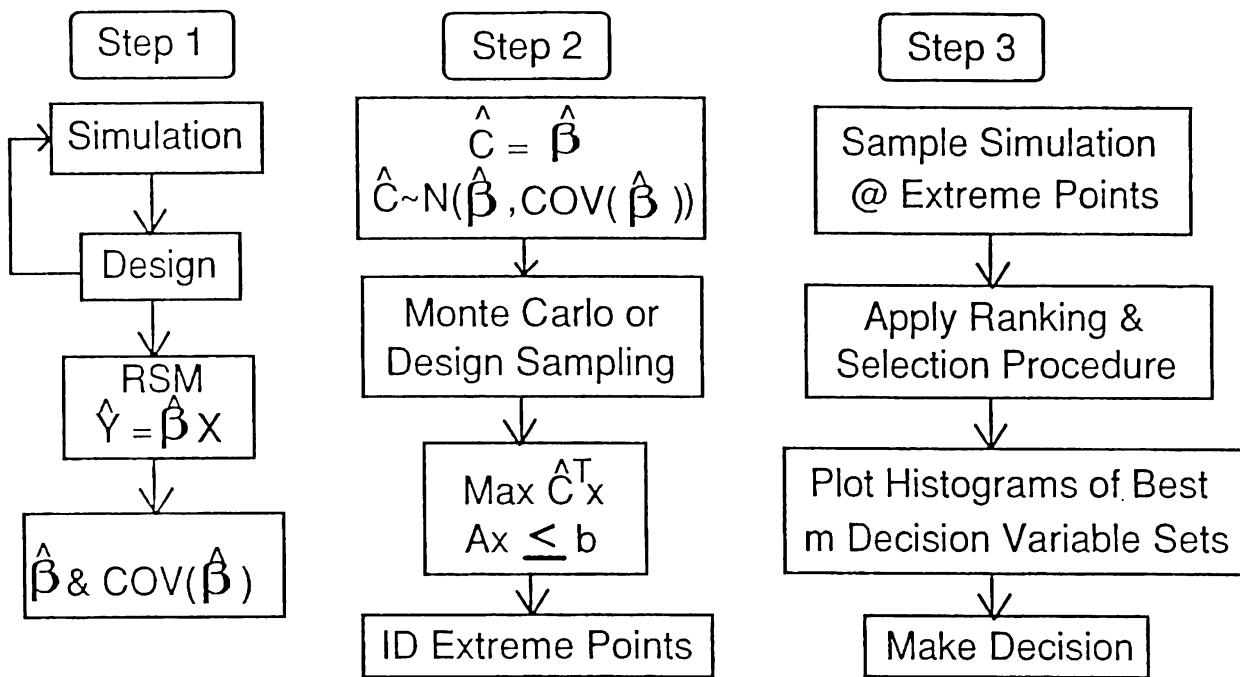 Step 1
Simulation
Design
RSM
Ŷ = β̂ X
β̂ & COV(β̂)
Step 2
Ĉ = β̂
Ĉ~N(β̂,COV(β̂))
Monte Carlo or
Design Sampling
Max Ĉᵀx
Ax ≤ b
ID Extreme Points
Step 3
Sample Simulation
@ Extreme Points
Apply Ranking &
Selection Procedure
Plot Histograms of Best
m Decision Variable Sets
Make Decision